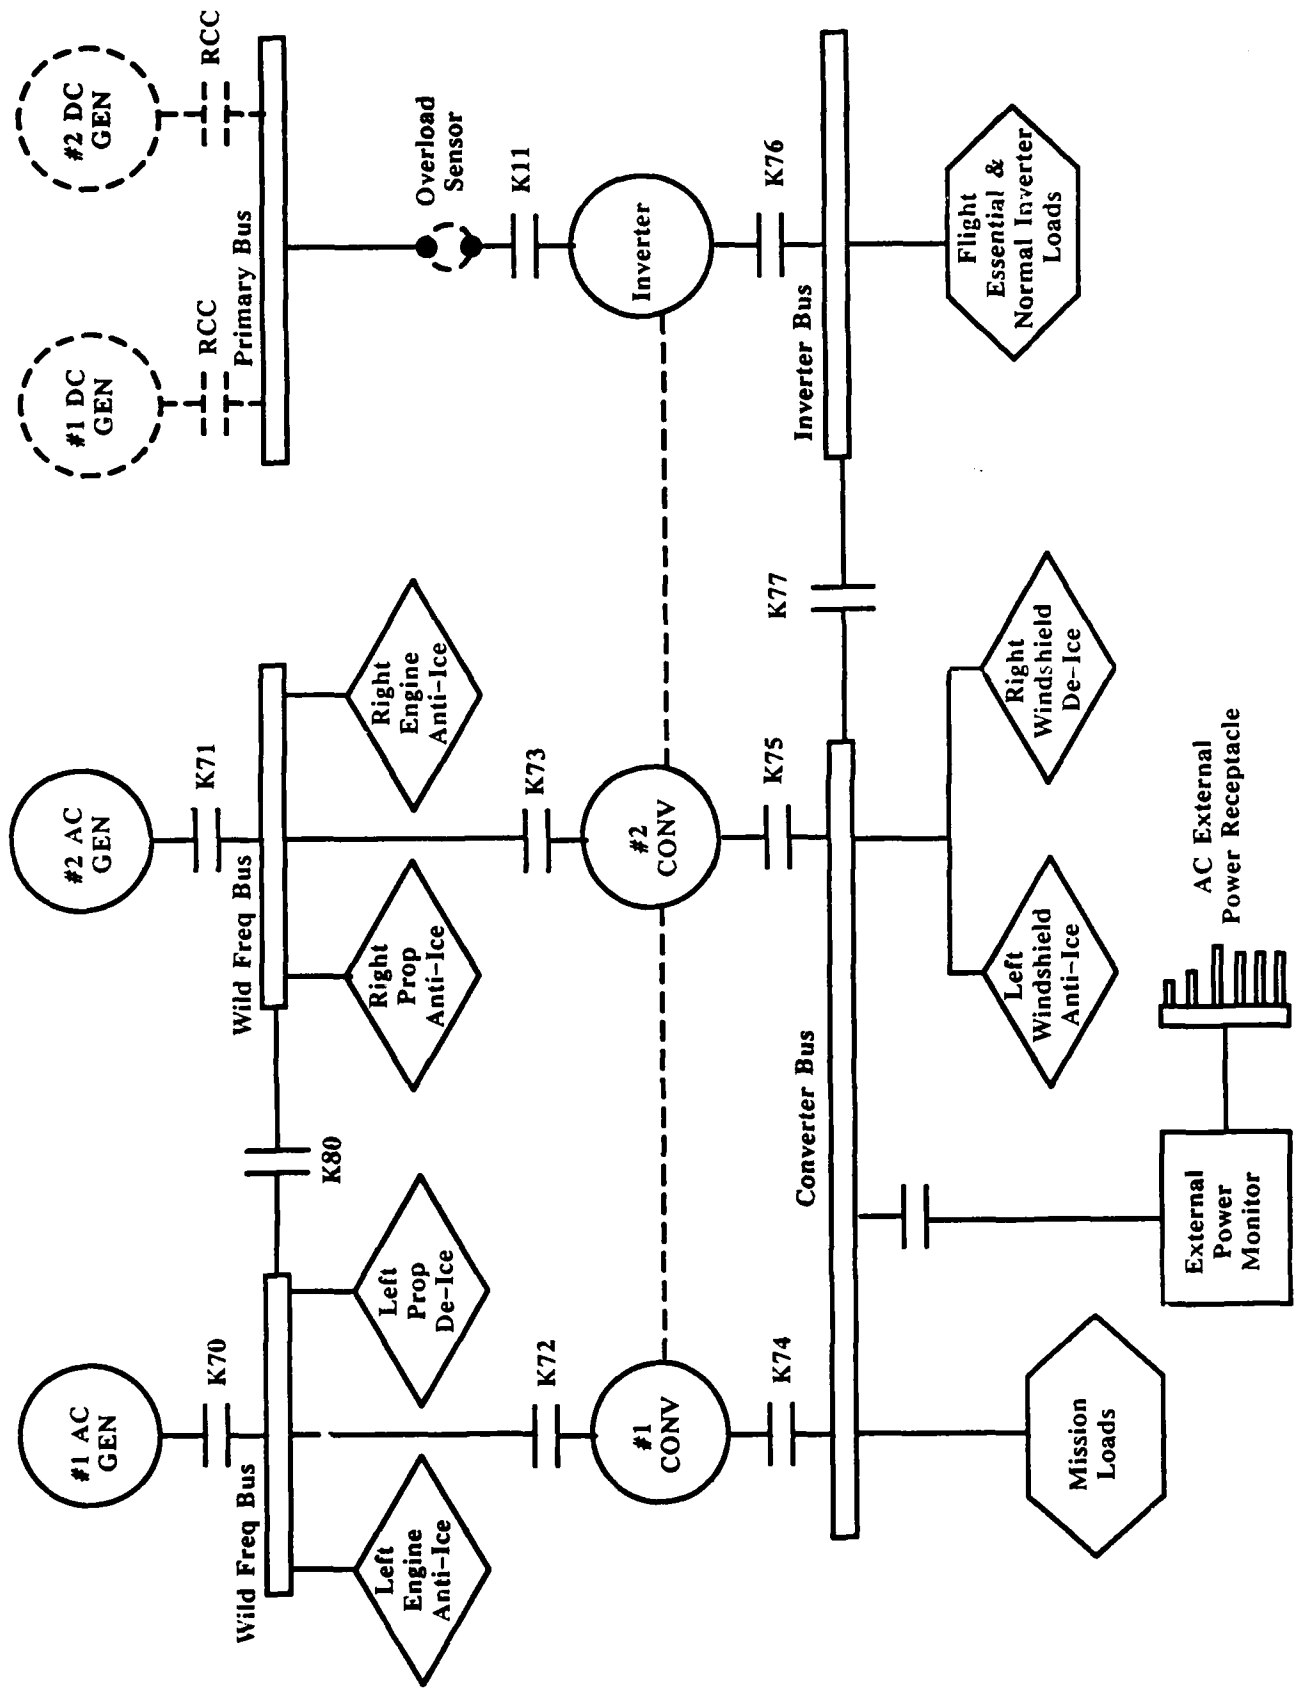 #1 AC
GEN
#2 AC
GEN
#1 DC
GEN
#2 DC
GEN
K70
K71
RCC
RCC
Wild Freq Bus
Wild Freq Bus
Primary Bus
K80
Left
Engine
Anti-Ice
Left
Prop
De-Ice
Right
Prop
Anti-Ice
Right
Engine
Anti-Ice
Overload
Sensor
K72
K73
K11
#1
CONV
#2
CONV
Inverter
K74
K75
K76
K77
Converter Bus
Inverter Bus
Mission
Loads
Left
Windshield
Anti-Ice
Right
Windshield
De-Ice
Flight
Essential &
Normal Inverter
Loads
External
Power
Monitor
AC External
Power Receptacle